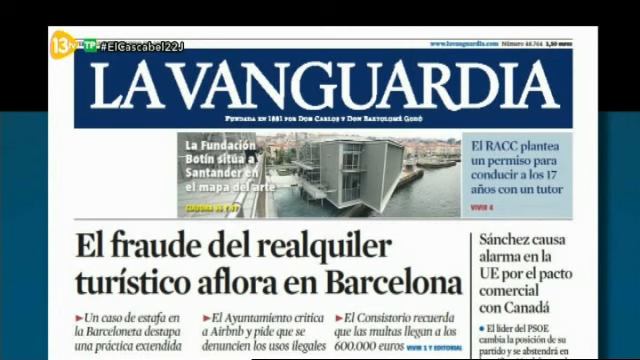 13tv TP #ElCascabel22J
www.lavanguardia.com Número 48.764 1,50 euros
LA VANGUARDIA
FUNDADA EN 1881 POR DON CARLOS Y DON BARTOLOMÉ GODÓ
La Fundación
Botín sitúa a
Santander en
el mapa del arte
CULTURA 36 Y 37
El RACC plantea
un permiso para
conducir a los 17
años con un tutor
VIVIR 4
El fraude del realquiler
turístico aflora en Barcelona
▶Un caso de estafa en
la Barceloneta destapa
una práctica extendida
▶El Ayuntamiento critica
a Airbnb y pide que se
denuncien los usos ilegales
▶El Consistorio recuerda
que las multas llegan a los
600.000 euros VIVIR 1 Y EDITORIAL
Sánchez causa
alarma en la
UE por el pacto
comercial
con Canadá
● El líder del PSOE
cambia la posición de
su partido y se abstendrá en